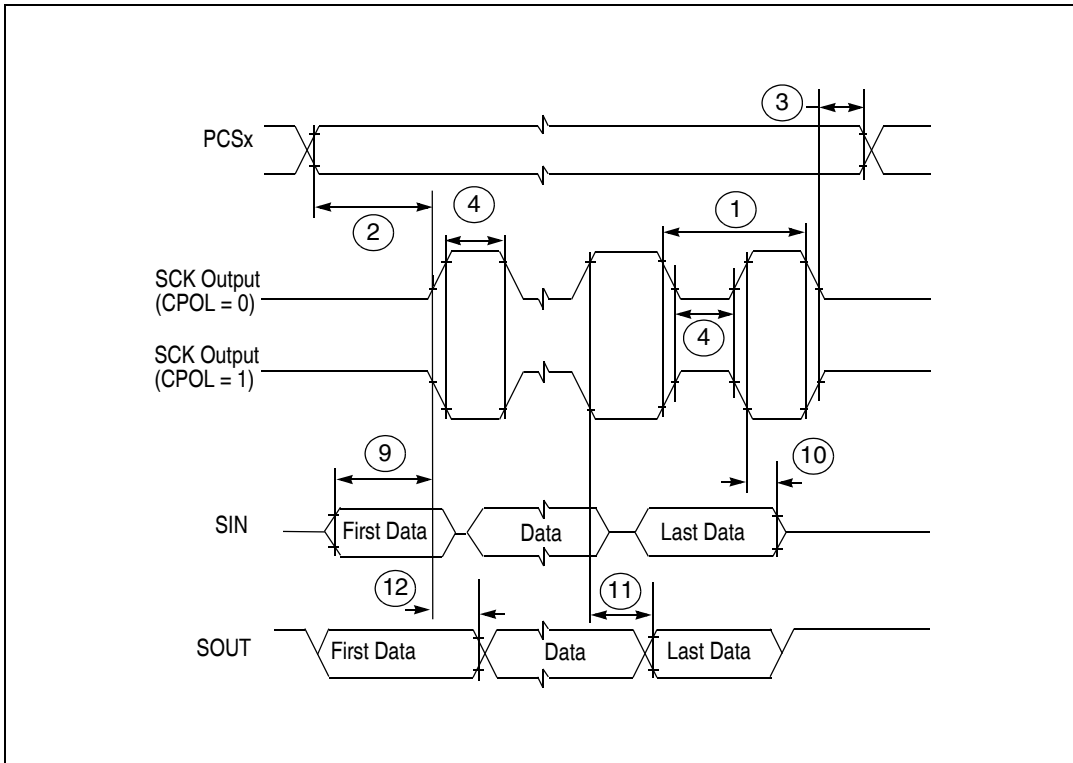 3
PCSx
2
4
1
SCK Output
(CPOL = 0)
4
SCK Output
(CPOL = 1)
9
10
SIN
First Data
Data
Last Data
12
11
SOUT
First Data
Data
Last Data